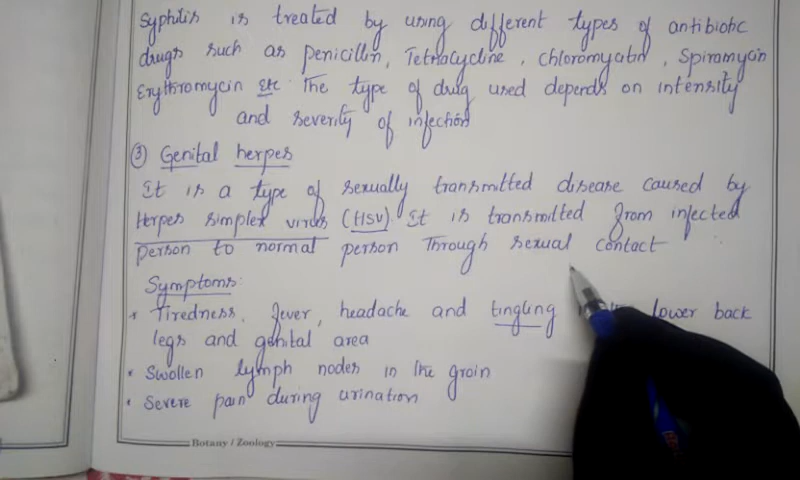 Syphilis is treated by using different types of antibiotic
drugs such as penicillin, Tetracycline, chloromycetin, Spiramycin
Erythromycin etc. The type of drug used depends on intensity
and severity of infection
③ Genital herpes
It is a type of sexually transmitted disease caused by
Herpes simplex virus (HSV). It is transmitted from infected
person to normal person through sexual contact
Symptoms:
* Tiredness, fever, headache and tingling lower back
legs and genital area
* Swollen lymph nodes in the groin
* Severe pain during urination
Botany / Zoology